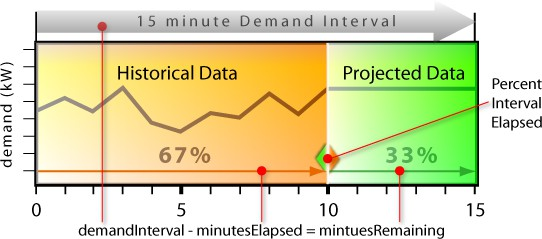 15 minute Demand Interval
Historical Data
Projected Data
Percent
Interval
Elapsed
demand (kW)
67%
33%
0
5
10
15
demandInterval - minutesElapsed = mintuesRemaining